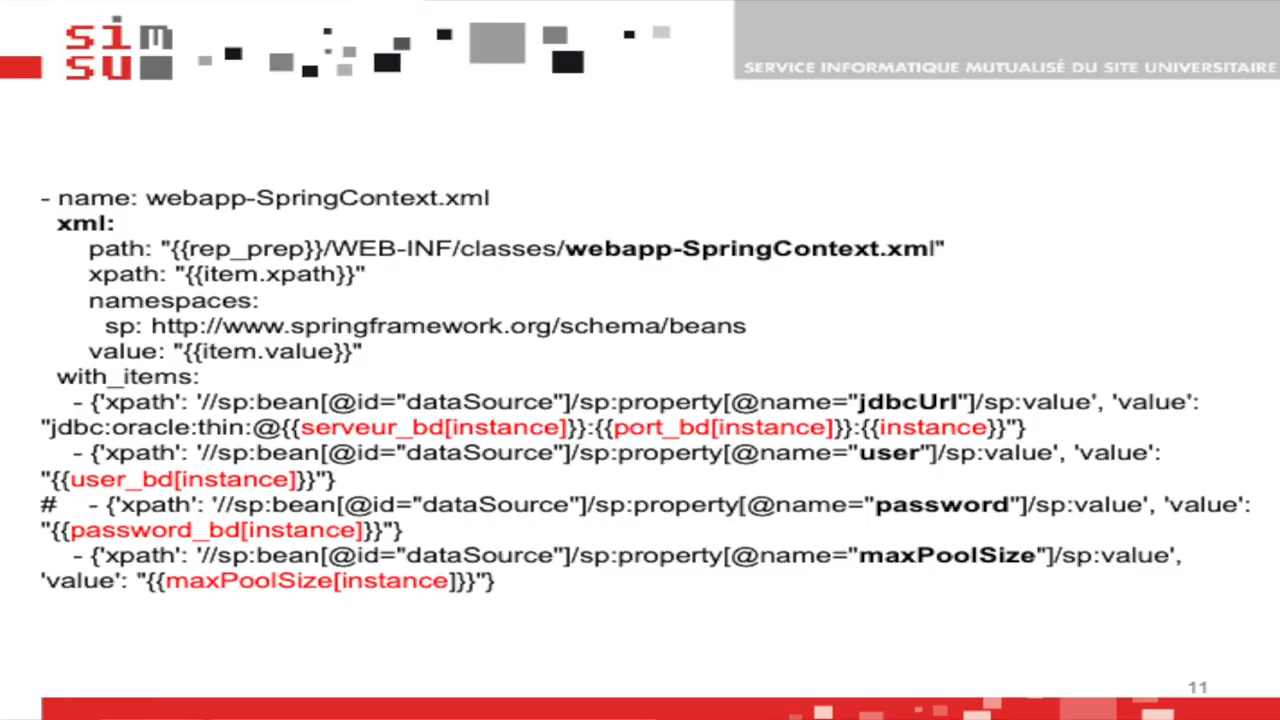 sim
su
SERVICE INFORMATIQUE MUTUALISÉ DU SITE UNIVERSITAIRE
- name: webapp-SpringContext.xml
xml:
path: "{{rep_prep}}/WEB-INF/classes/webapp-SpringContext.xml"
xpath: "{{item.xpath}}"
namespaces:
sp: http://www.springframework.org/schema/beans
value: "{{item.value}}"
with_items:
- {'xpath': '//sp:bean[@id="dataSource"]/sp:property[@name="jdbcUrl"]/sp:value', 'value':
"jdbc:oracle:thin:@{{serveur_bd[instance]}}:{{port_bd[instance]}}:{{instance}}"}
- {'xpath': '//sp:bean[@id="dataSource"]/sp:property[@name="user"]/sp:value', 'value':
"{{user_bd[instance]}}"}
# - {'xpath': '//sp:bean[@id="dataSource"]/sp:property[@name="password"]/sp:value', 'value':
"{{password_bd[instance]}}"}
- {'xpath': '//sp:bean[@id="dataSource"]/sp:property[@name="maxPoolSize"]/sp:value',
'value': "{{maxPoolSize[instance]}}"}
11